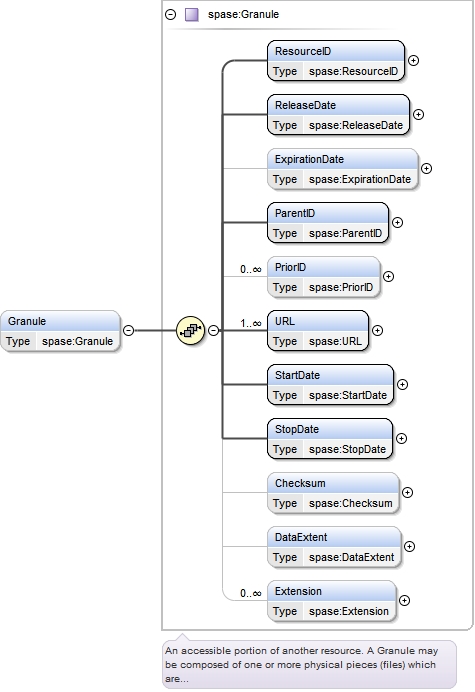 spase:Granule
ResourceID
Type spase:ResourceID
ReleaseDate
Type spase:ReleaseDate
ExpirationDate
Type spase:ExpirationDate
ParentID
Type spase:ParentID
0..∞
PriorID
Type spase:PriorID
Granule
Type spase:Granule
1..∞
URL
Type spase:URL
StartDate
Type spase:StartDate
StopDate
Type spase:StopDate
Checksum
Type spase:Checksum
DataExtent
Type spase:DataExtent
0..∞
Extension
Type spase:Extension
An accessible portion of another resource. A Granule may
be composed of one or more physical pieces (files) which
are...